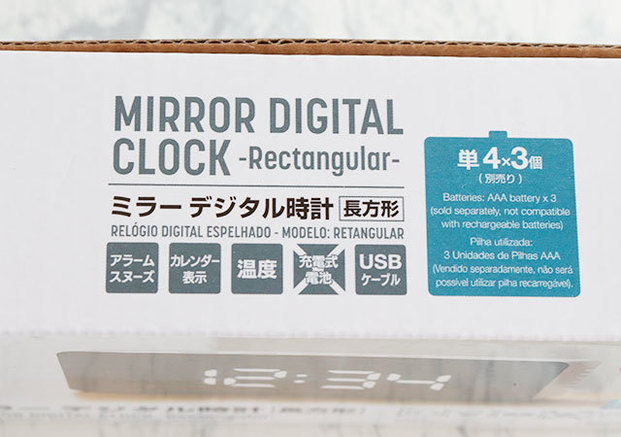 MIRROR DIGITAL
CLOCK -Rectangular-
ミラー デジタル時計 長方形
RELÓGIO DIGITAL ESPELHADO - MODELO: RETANGULAR
アラーム
スヌーズ
カレンダー
表示
温度
充電式
電池
USB
ケーブル
単4×3個
(別売り)
Batteries: AAA battery x 3
(sold separately, not compatible
with rechargeable batteries)
Pilha utilizada:
3 Unidades de Pilhas AAA
(Vendido separadamente, não será
possível utilizar pilha recarregável).
12:34